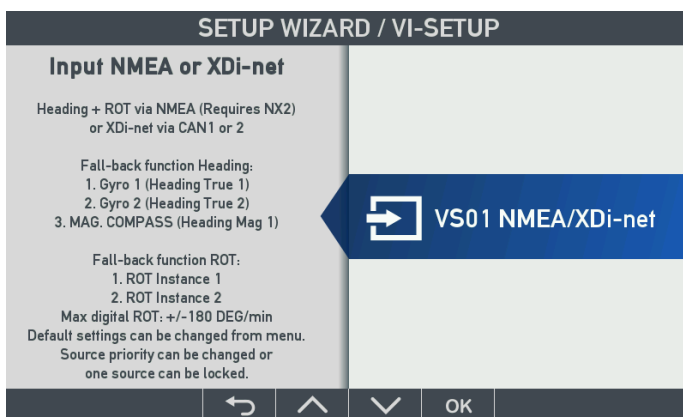 SETUP WIZARD / VI-SETUP
Input NMEA or XDi-net
Heading + ROT via NMEA (Requires NX2)
or XDi-net via CAN1 or 2
Fall-back function Heading:
1. Gyro 1 (Heading True 1)
2. Gyro 2 (Heading True 2)
3. MAG. COMPASS (Heading Mag 1)
Fall-back function ROT:
1. ROT Instance 1
2. ROT Instance 2
Max digital ROT: +/-180 DEG/min
Default settings can be changed from menu.
Source priority can be changed or
one source can be locked.
VS01 NMEA/XDi-net
OK